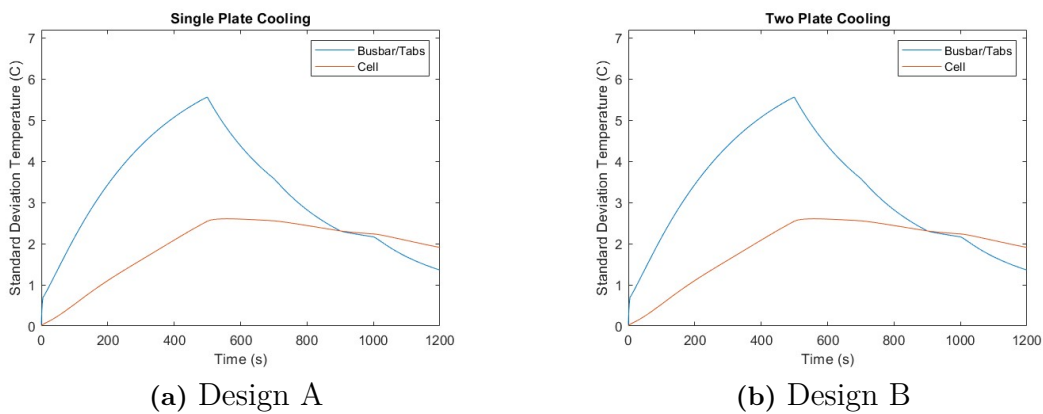 Single Plate Cooling
Standard Deviation Temperature (C)
7
6
5
4
3
2
1
0
Busbar/Tabs
Cell
0 200 400 600 800 1000 1200
Time (s)
(a) Design A
Two Plate Cooling
Standard Deviation Temperature (C)
7
6
5
4
3
2
1
0
Busbar/Tabs
Cell
0 200 400 600 800 1000 1200
Time (s)
(b) Design B